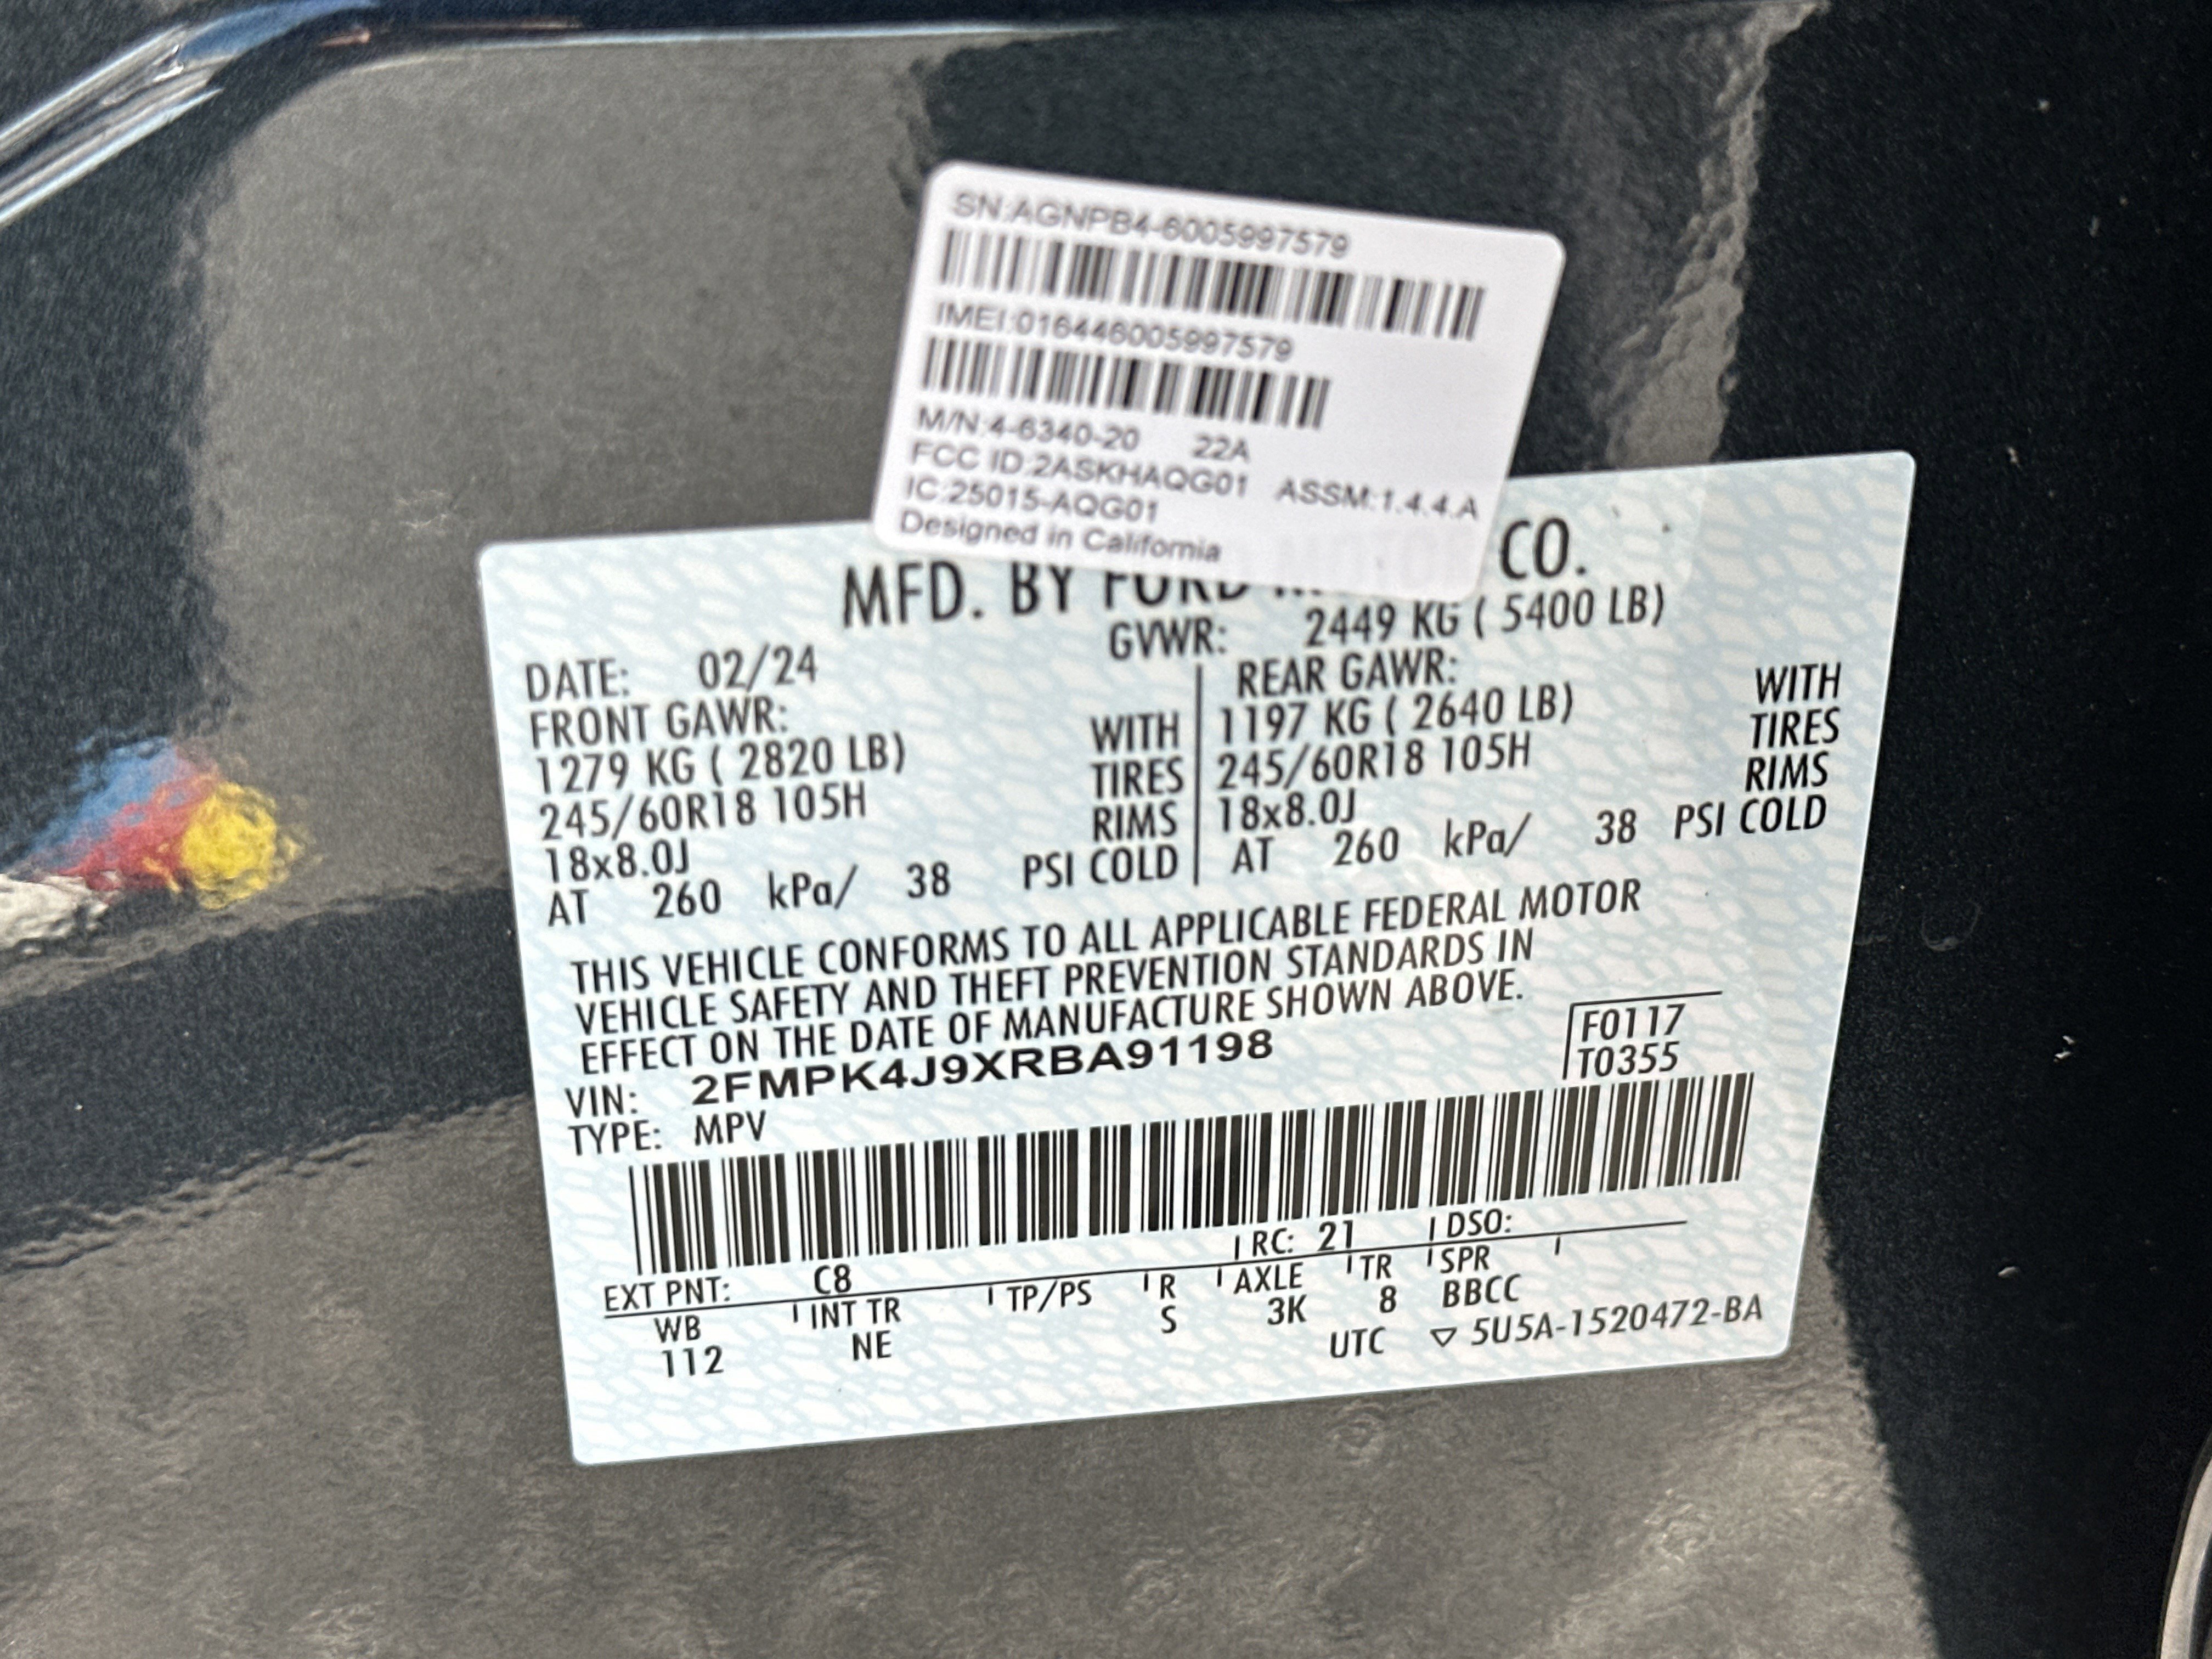 SN:AGNPB4-6005997579
IMEI:016446005997579
M/N:4-6340-20 22A
FCC ID:2ASKHAQG01 ASSM:1.4.4.A
IC:25015-AQG01
Designed in California
MFD. BY FORD MOTOR CO.
DATE: 02/24 GVWR: 2449 KG ( 5400 LB)
FRONT GAWR: REAR GAWR:
1279 KG ( 2820 LB) WITH 1197 KG ( 2640 LB) WITH
245/60R18 105H TIRES 245/60R18 105H TIRES
18x8.0J RIMS 18x8.0J RIMS
AT 260 kPa/ 38 PSI COLD AT 260 kPa/ 38 PSI COLD
THIS VEHICLE CONFORMS TO ALL APPLICABLE FEDERAL MOTOR
VEHICLE SAFETY AND THEFT PREVENTION STANDARDS IN
EFFECT ON THE DATE OF MANUFACTURE SHOWN ABOVE.
VIN: 2FMPK4J9XRBA91198 F0117
TYPE: MPV T0355
EXT PNT: C8 RC: 21 DSO:
WB INT TR TP/PS R AXLE TR SPR
112 NE S 3K 8 BBCC
UTC ▽ 5U5A-1520472-BA